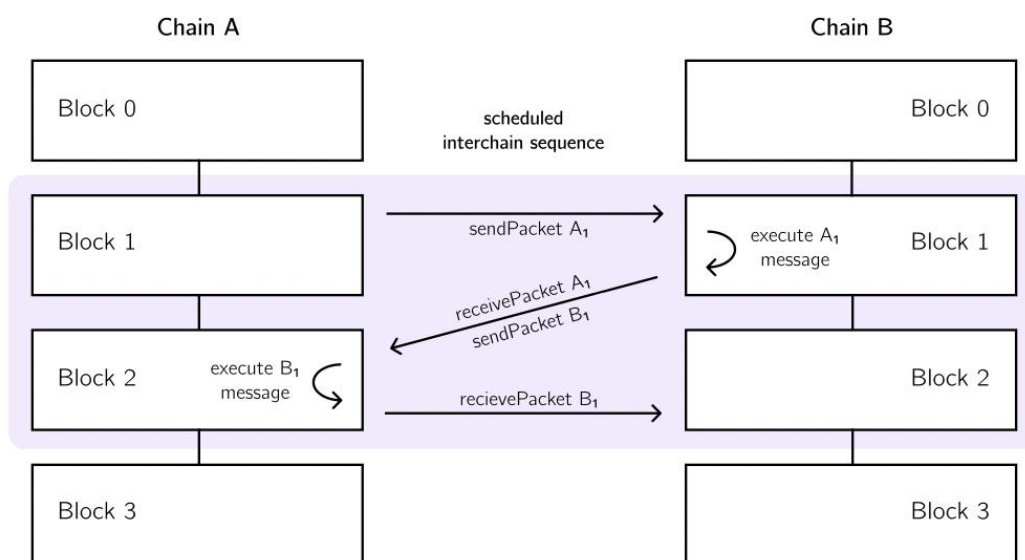 Chain A
Chain B
Block 0
Block 0
scheduled
interchain sequence
Block 1
sendPacket A₁
execute A₁
message
Block 1
receivePacket A₁
sendPacket B₁
Block 2
execute B₁
message
recievePacket B₁
Block 2
Block 3
Block 3